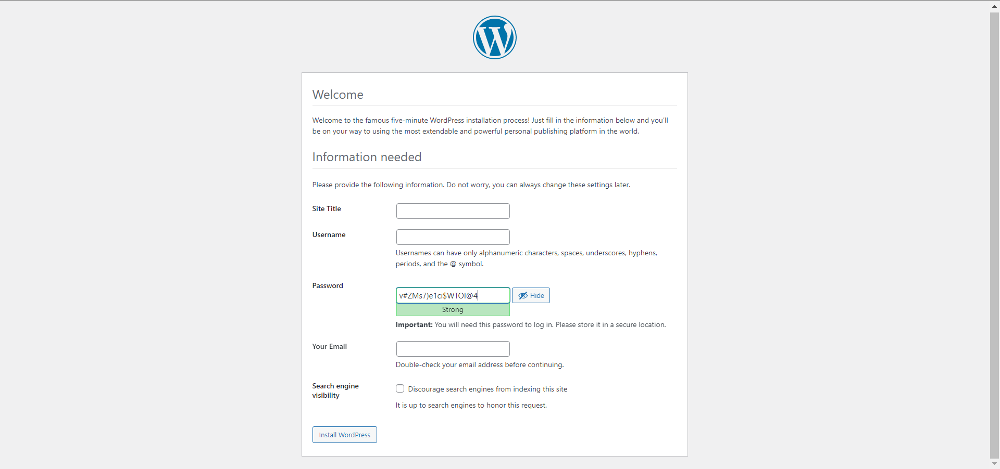 Welcome
Welcome to the famous five-minute WordPress installation process! Just fill in the information below and you’ll
be on your way to using the most extendable and powerful personal publishing platform in the world.
Information needed
Please provide the following information. Do not worry, you can always change these settings later.
Site Title
Username
Usernames can have only alphanumeric characters, spaces, underscores, hyphens,
periods, and the @ symbol.
Password
v#ZMs7)e1ci$WTOI@4
Hide
Strong
Important: You will need this password to log in. Please store it in a secure location.
Your Email
Double-check your email address before continuing.
Search engine
visibility
Discourage search engines from indexing this site
It is up to search engines to honor this request.
Install WordPress